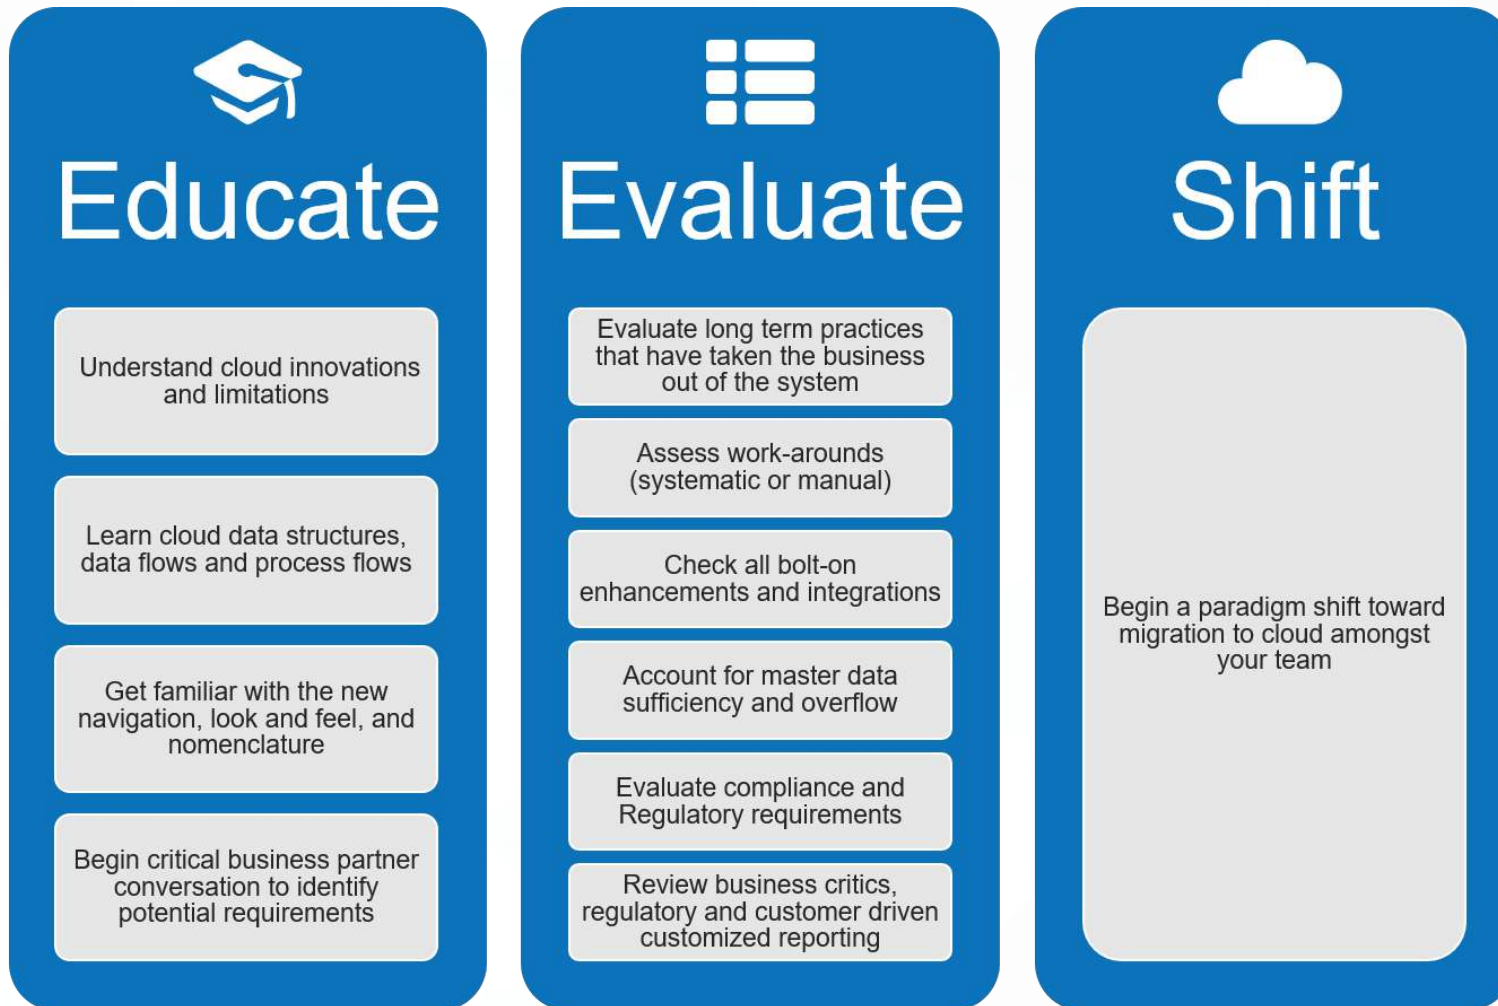 Educate
Understand cloud innovations
and limitations
Learn cloud data structures,
data flows and process flows
Get familiar with the new
navigation, look and feel, and
nomenclature
Begin critical business partner
conversation to identify
potential requirements
Evaluate
Evaluate long term practices
that have taken the business
out of the system
Assess work-arounds
(systematic or manual)
Check all bolt-on
enhancements and integrations
Account for master data
sufficiency and overflow
Evaluate compliance and
Regulatory requirements
Review business critics,
regulatory and customer driven
customized reporting
Shift
Begin a paradigm shift toward
migration to cloud amongst
your team